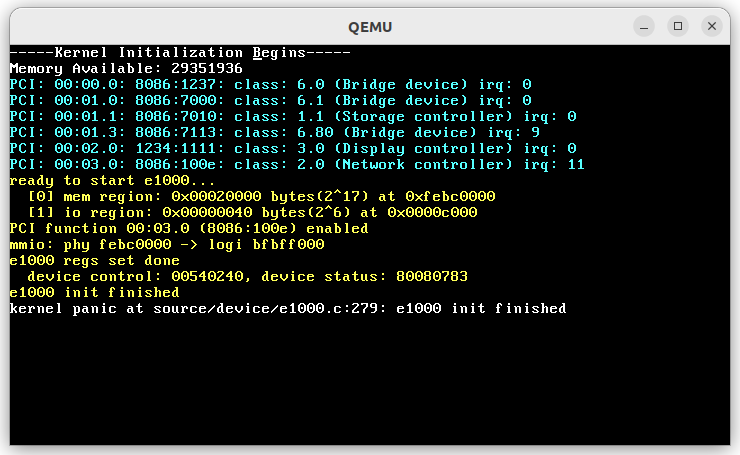 QEMU
-----Kernel Initialization Begins-----
Memory Available: 29351936
PCI: 00:00.0: 8086:1237: class: 6.0 (Bridge device) irq: 0
PCI: 00:01.0: 8086:7000: class: 6.1 (Bridge device) irq: 0
PCI: 00:01.1: 8086:7010: class: 1.1 (Storage controller) irq: 0
PCI: 00:01.3: 8086:7113: class: 6.80 (Bridge device) irq: 9
PCI: 00:02.0: 1234:1111: class: 3.0 (Display controller) irq: 0
PCI: 00:03.0: 8086:100e: class: 2.0 (Network controller) irq: 11
ready to start e1000...
  [0] mem region: 0x00020000 bytes(2^17) at 0xfebc0000
  [1] io region: 0x00000040 bytes(2^6) at 0x0000c000
PCI function 00:03.0 (8086:100e) enabled
mmio: phy febc0000 -> logi bfbff000
e1000 regs set done
  device control: 00540240, device status: 80080783
e1000 init finished
kernel panic at source/device/e1000.c:279: e1000 init finished